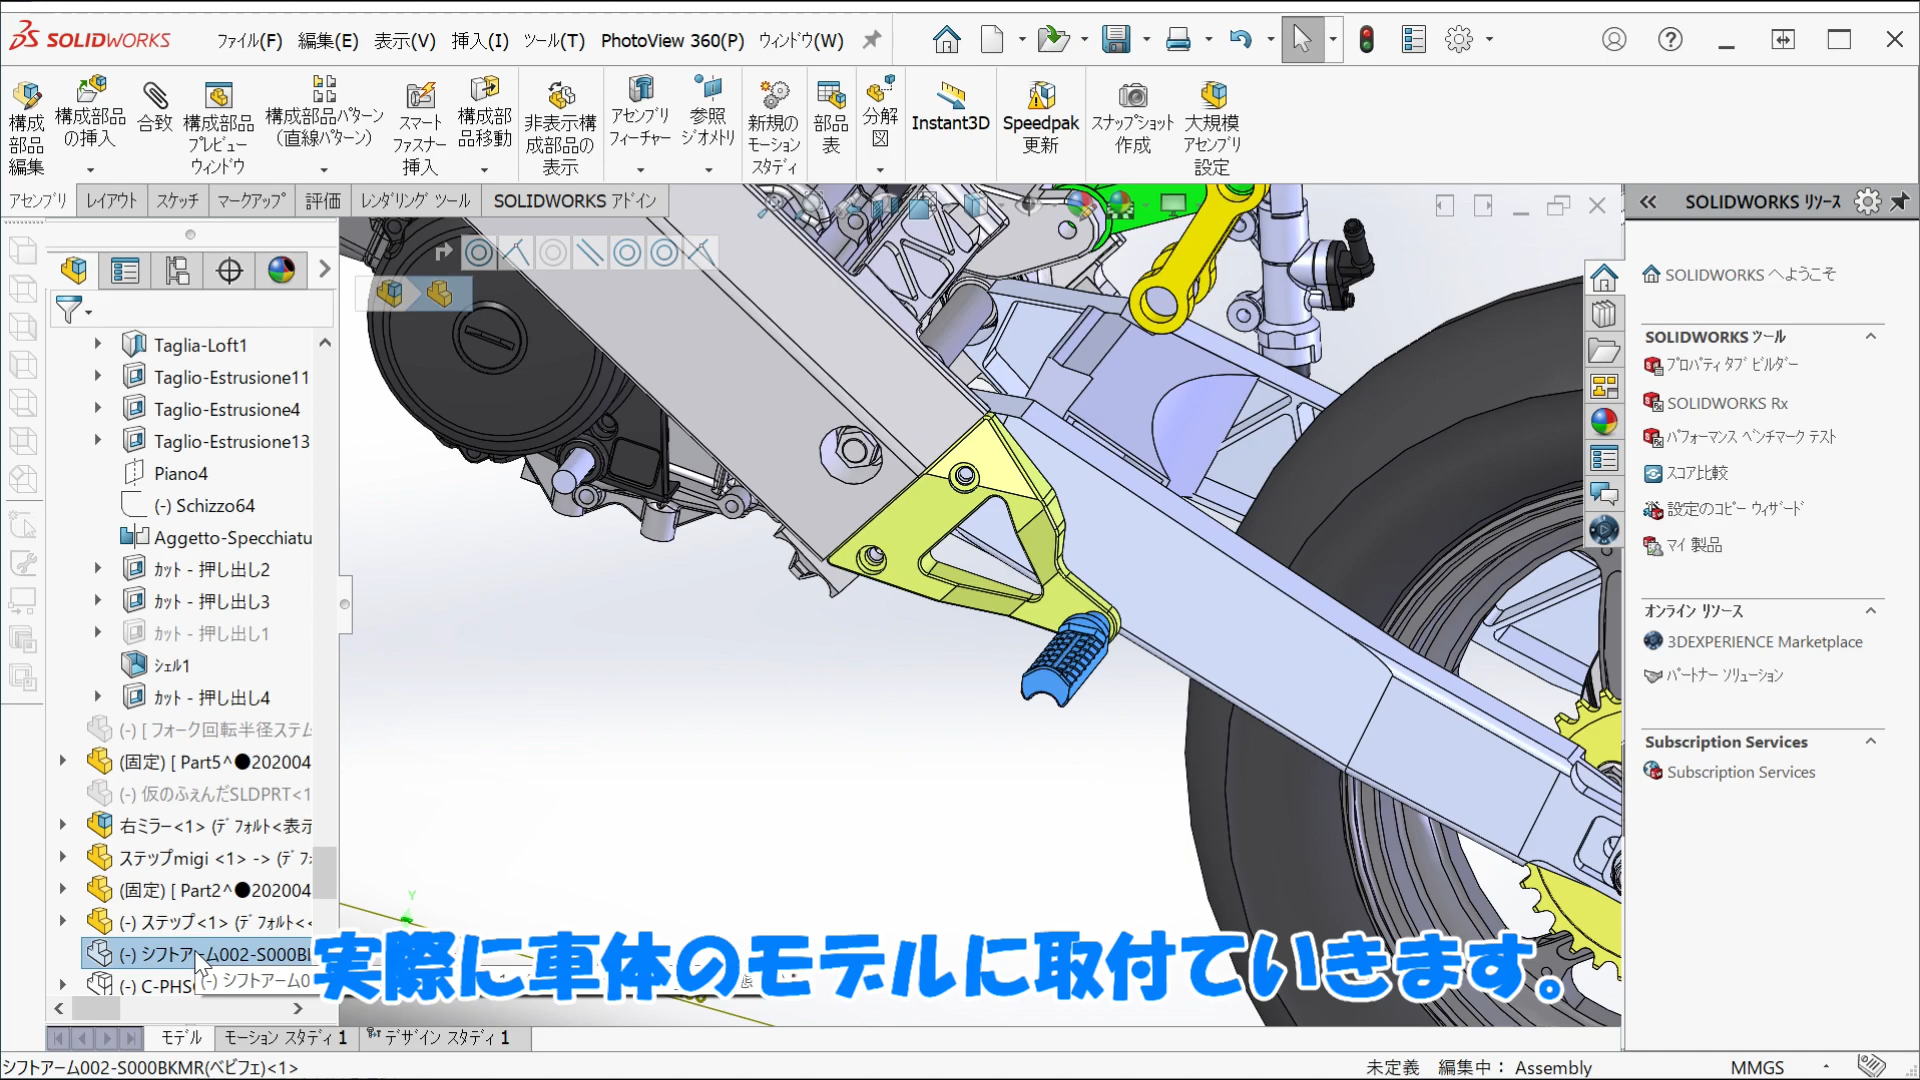 SOLIDWORKS
ファイル(F) 編集(E) 表示(V) 挿入(I) ツール(T) PhotoView 360(P) ウィンドウ(W)
構成部品編集
構成部品の挿入
合致
構成部品プレビューウィンドウ
構成部品パターン(直線パターン)
スマートファスナー挿入
構成部品移動
非表示構成部品の表示
アセンブリフィーチャー
参照ジオメトリ
新規のモーションスタディ
部品表
分解図
Instant3D
Speedpak更新
スナップショット作成
大規模アセンブリ設定
アセンブリ レイアウト スケッチ マークアップ 評価 レンダリング ツール SOLIDWORKS アドイン
Taglia-Loft1
Taglio-Estrusione11
Taglio-Estrusione4
Taglio-Estrusione13
Piano4
(-) Schizzo64
Aggetto-Specchiatu
カット - 押し出し2
カット - 押し出し3
カット - 押し出し1
シェル1
カット - 押し出し4
(-) [ フォーク回転半径ステム
(固定) [ Part5^●202004
(-) 仮のふぇんだSLDPRT<1
右ミラー<1> (デフォルト<表示
ステップmigi <1> -> (デフォ
(固定) [ Part2^●202004
(-) ステップ<1> (デフォルト<<
(-) シフトアーム002-S000BK
(-) C-PHS
(-) シフトアーム0
実際に車体のモデルに取付ていきます。
Y
モデル モーション スタディ 1 デザイン スタディ 1
シフトアーム002-S000BKMR(ベビフェ)<1>
未定義 編集中： Assembly MMGS
SOLIDWORKS リソース
SOLIDWORKS へようこそ
SOLIDWORKS ツール
プロパティ タブ ビルダー
SOLIDWORKS Rx
パフォーマンス ベンチマーク テスト
スコア比較
設定のコピー ウィザード
マイ 製品
オンライン リソース
3DEXPERIENCE Marketplace
パートナー ソリューション
Subscription Services
Subscription Services